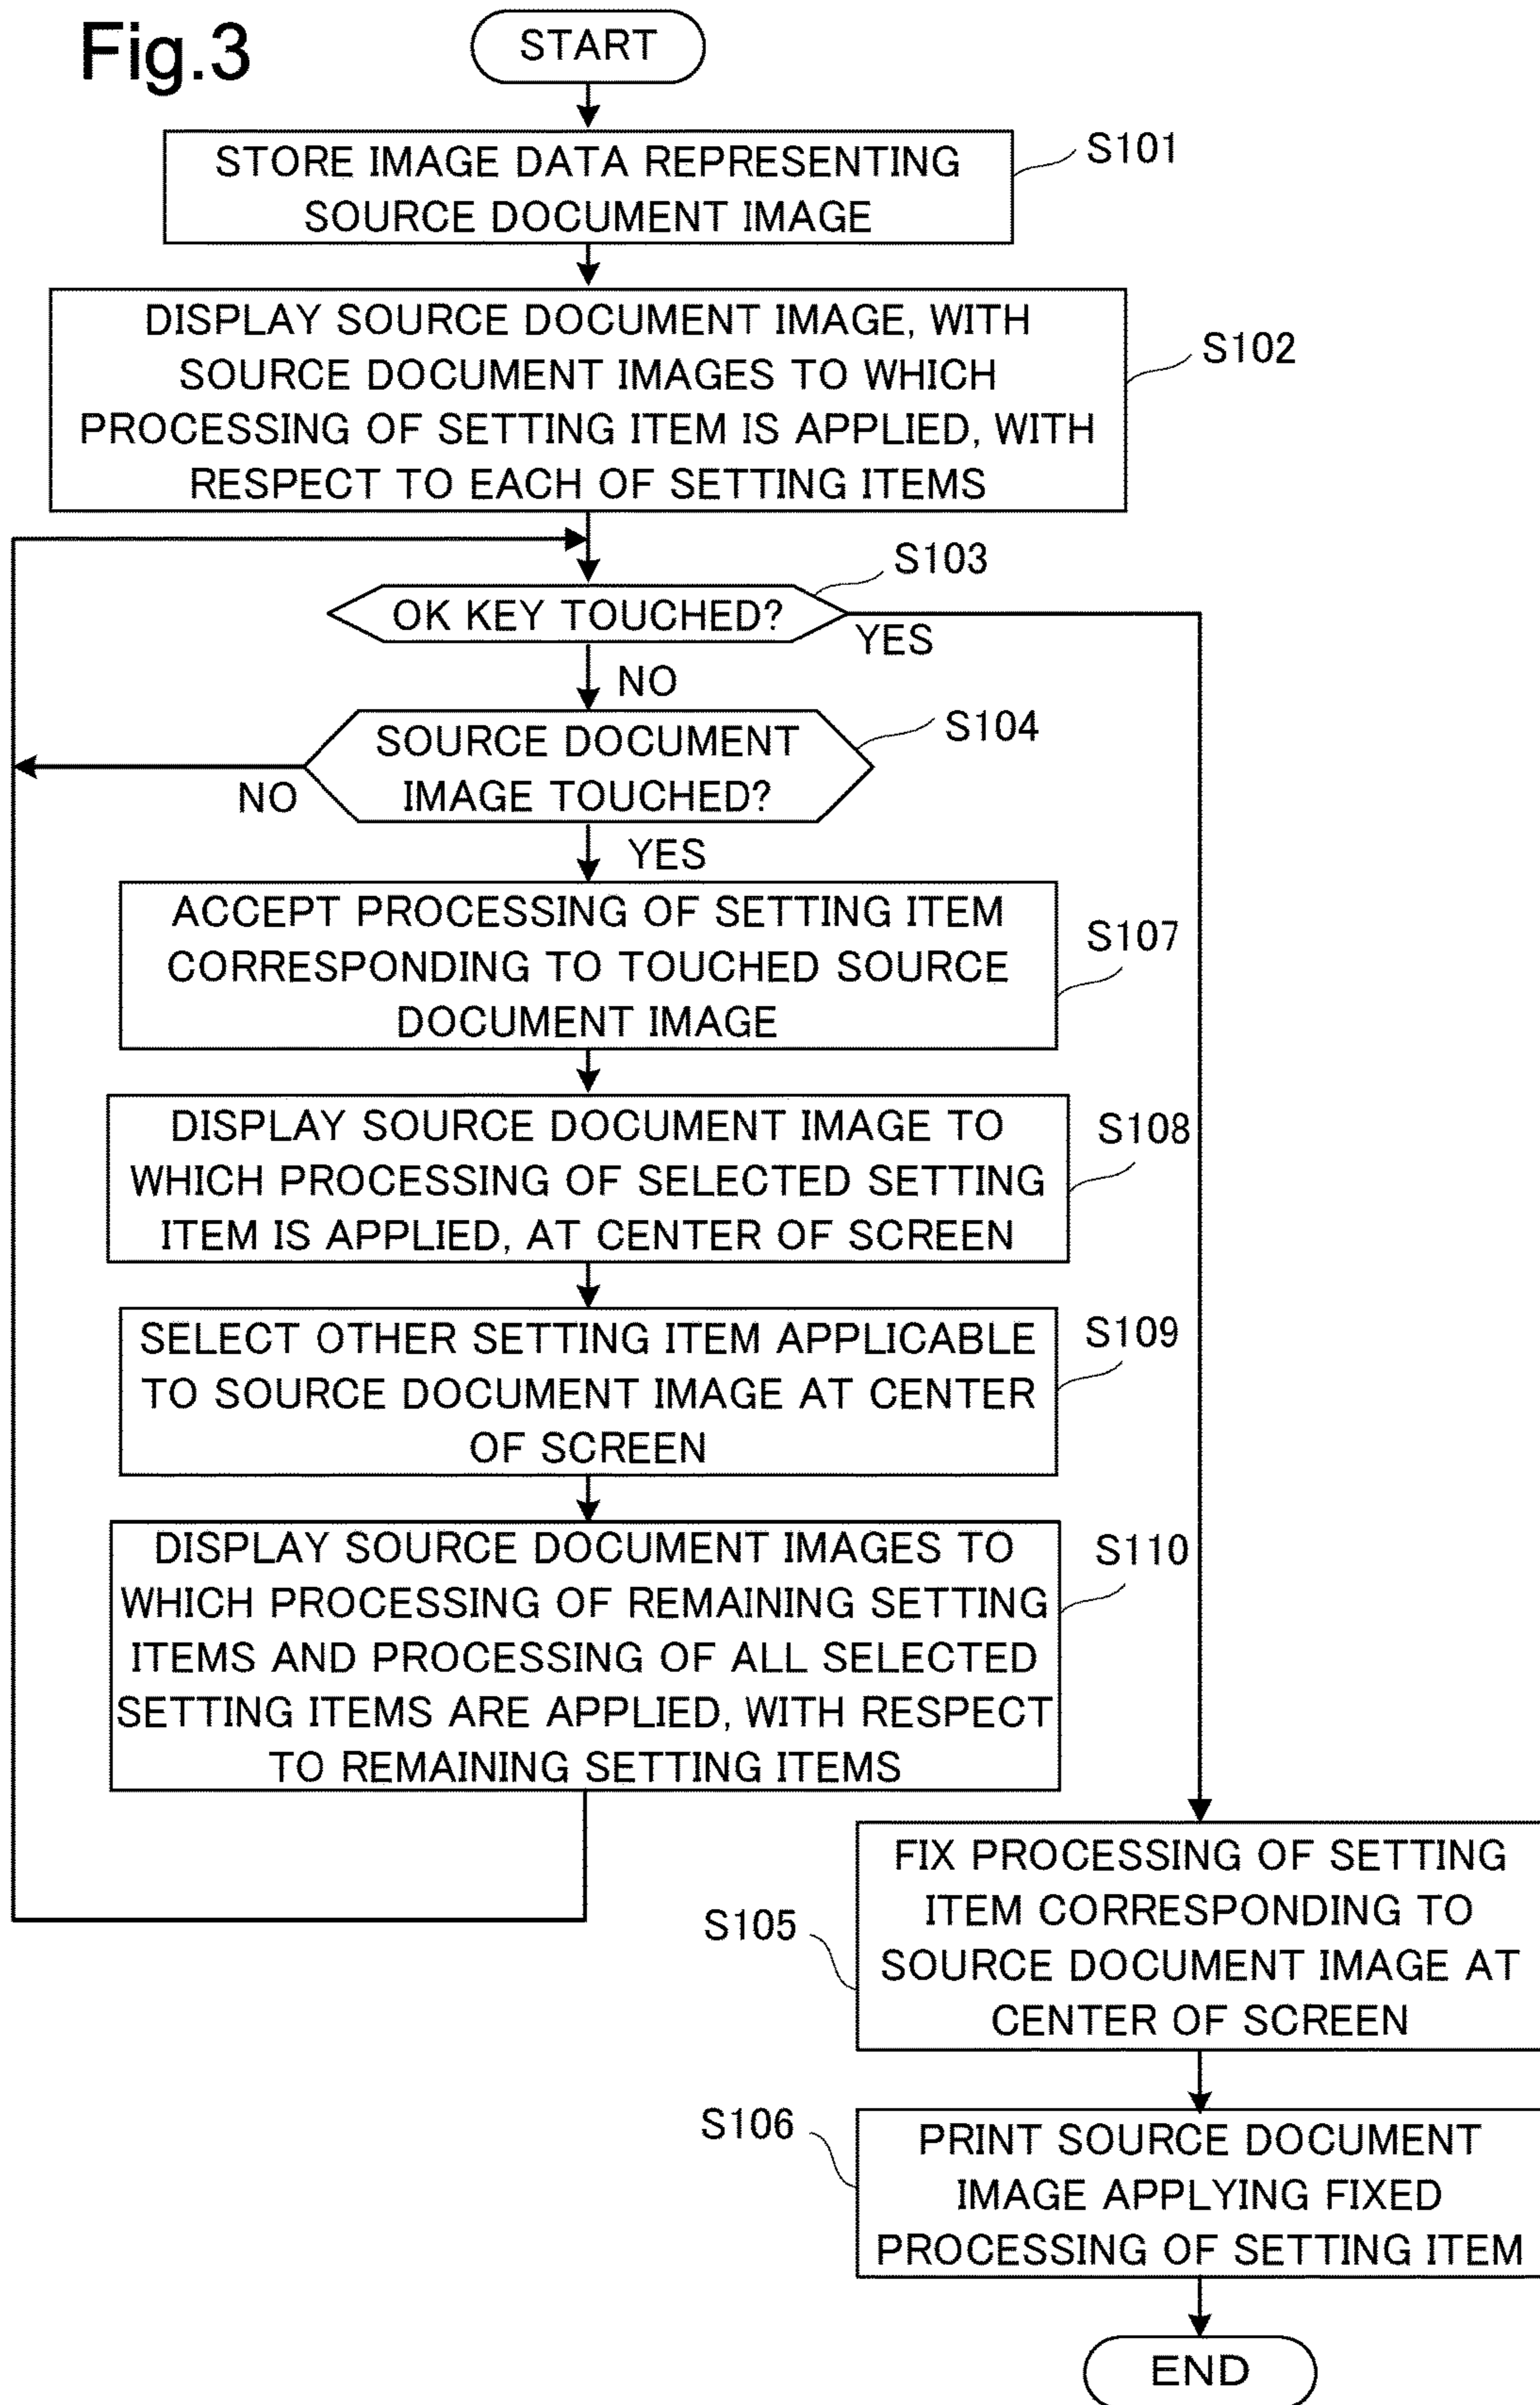 Fig.3
START
STORE IMAGE DATA REPRESENTING
SOURCE DOCUMENT IMAGE
S101
DISPLAY SOURCE DOCUMENT IMAGE, WITH
SOURCE DOCUMENT IMAGES TO WHICH
PROCESSING OF SETTING ITEM IS APPLIED, WITH
RESPECT TO EACH OF SETTING ITEMS
S102
OK KEY TOUCHED?
S103
YES
NO
SOURCE DOCUMENT
IMAGE TOUCHED?
S104
NO
YES
ACCEPT PROCESSING OF SETTING ITEM
CORRESPONDING TO TOUCHED SOURCE
DOCUMENT IMAGE
S107
DISPLAY SOURCE DOCUMENT IMAGE TO
WHICH PROCESSING OF SELECTED SETTING
ITEM IS APPLIED, AT CENTER OF SCREEN
S108
SELECT OTHER SETTING ITEM APPLICABLE
TO SOURCE DOCUMENT IMAGE AT CENTER
OF SCREEN
S109
DISPLAY SOURCE DOCUMENT IMAGES TO
WHICH PROCESSING OF REMAINING SETTING
ITEMS AND PROCESSING OF ALL SELECTED
SETTING ITEMS ARE APPLIED, WITH RESPECT
TO REMAINING SETTING ITEMS
S110
FIX PROCESSING OF SETTING
ITEM CORRESPONDING TO
SOURCE DOCUMENT IMAGE AT
CENTER OF SCREEN
S105
PRINT SOURCE DOCUMENT
IMAGE APPLYING FIXED
PROCESSING OF SETTING ITEM
S106
END